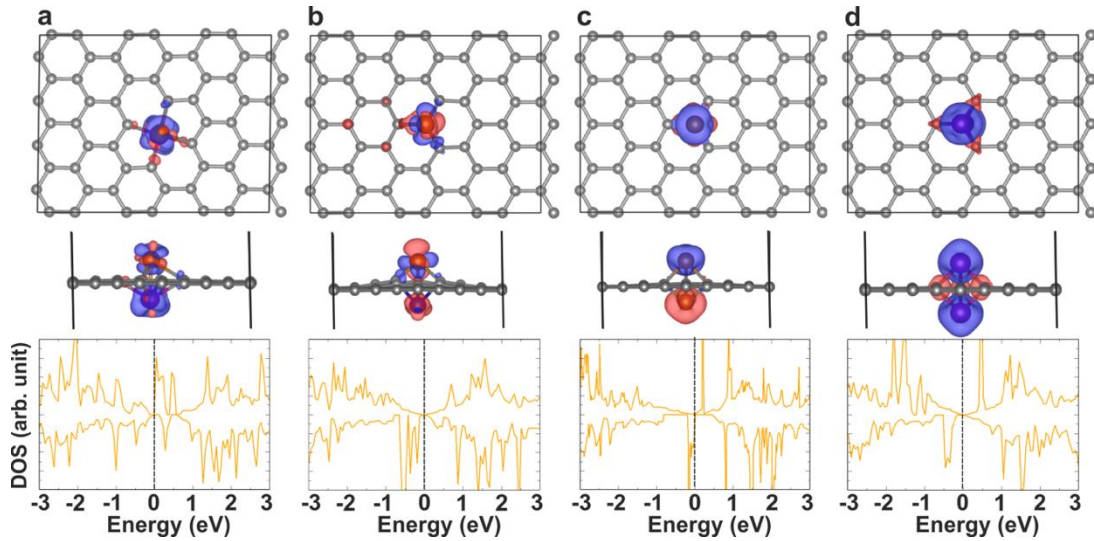 a b c d
DOS (arb. unit)
-3 -2 -1 0 1 2 3 -3 -2 -1 0 1 2 3 -3 -2 -1 0 1 2 3 -3 -2 -1 0 1 2 3
Energy (eV) Energy (eV) Energy (eV) Energy (eV)